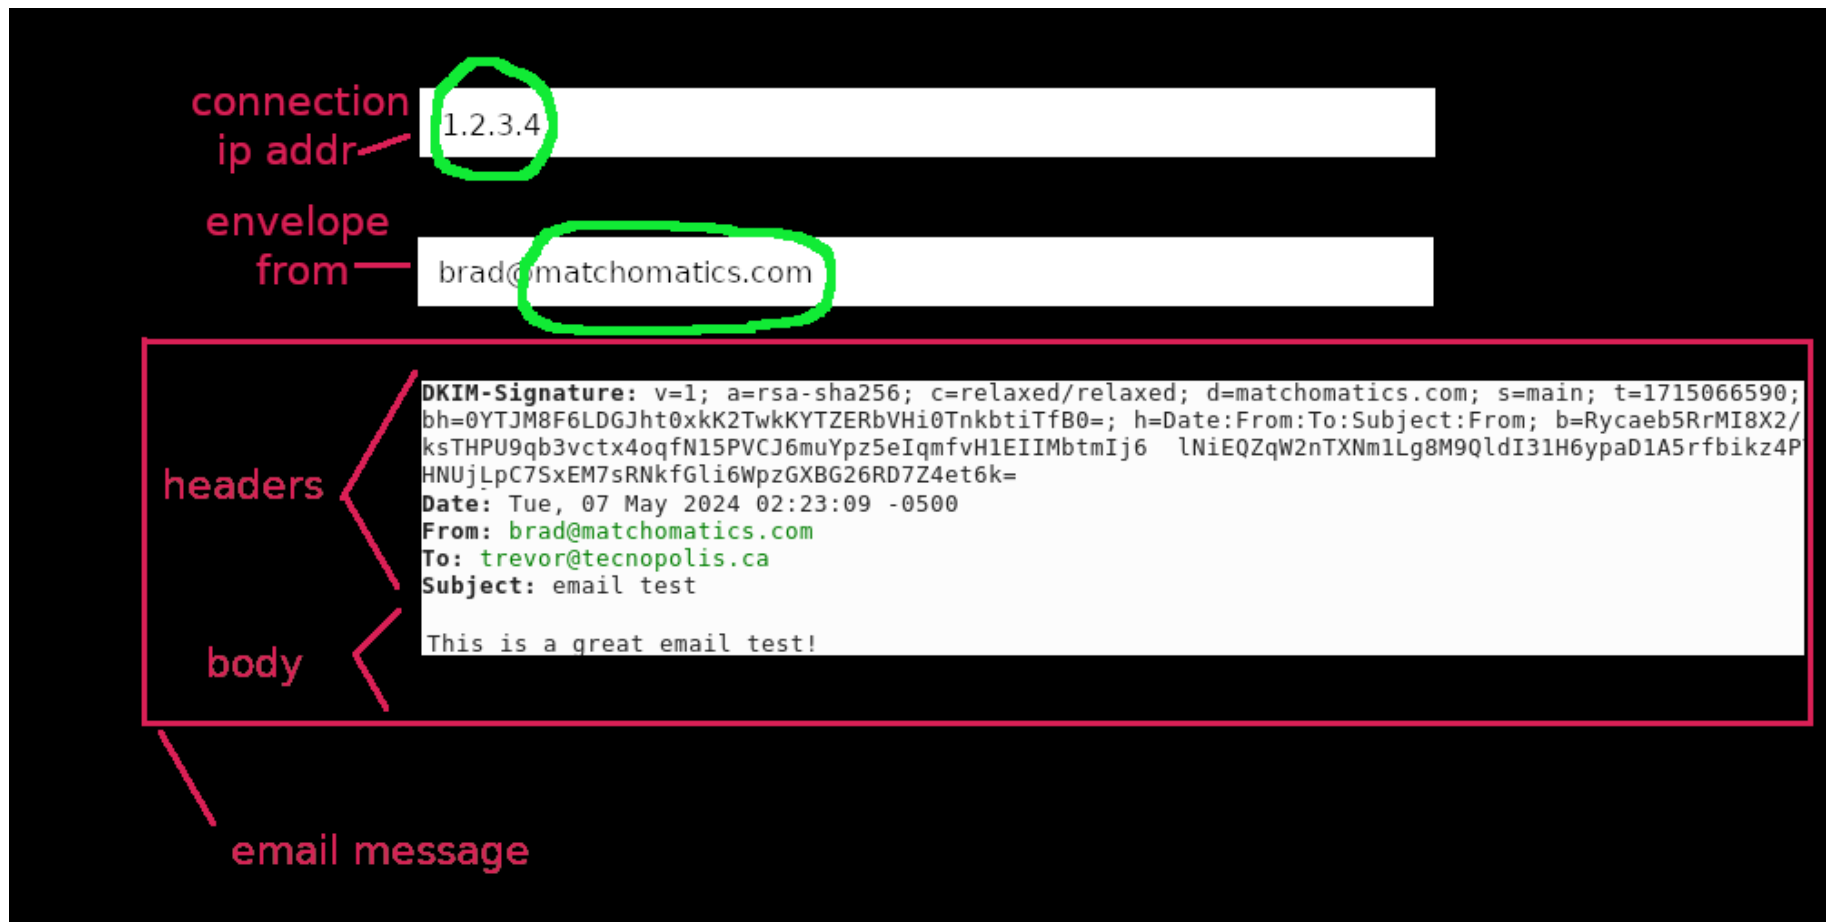 connection
ip addr
1.2.3.4
envelope
from
brad@matchomatics.com
headers
DKIM-Signature: v=1; a=rsa-sha256; c=relaxed/relaxed; d=matchomatics.com; s=main; t=1715066590;
bh=0YTJM8F6LDGJht0xkK2TwkKYTZERbVHi0TnkbtiTfB0=; h=Date:From:To:Subject:From; b=Rycaeb5RrMI8X2/
ksTHPU9qb3vctx4oqfN15PVCJ6muYpz5eIqmfvH1EIIMbtmIj6 lNiEQZqW2nTXNm1Lg8M9QldI31H6ypaD1A5rfbikz4P
HNUjLpC7SxEM7sRNkfGli6WpzGXBG26RD7Z4et6k=
Date: Tue, 07 May 2024 02:23:09 -0500
From: brad@matchomatics.com
To: trevor@tecnopolis.ca
Subject: email test
body
This is a great email test!
email message